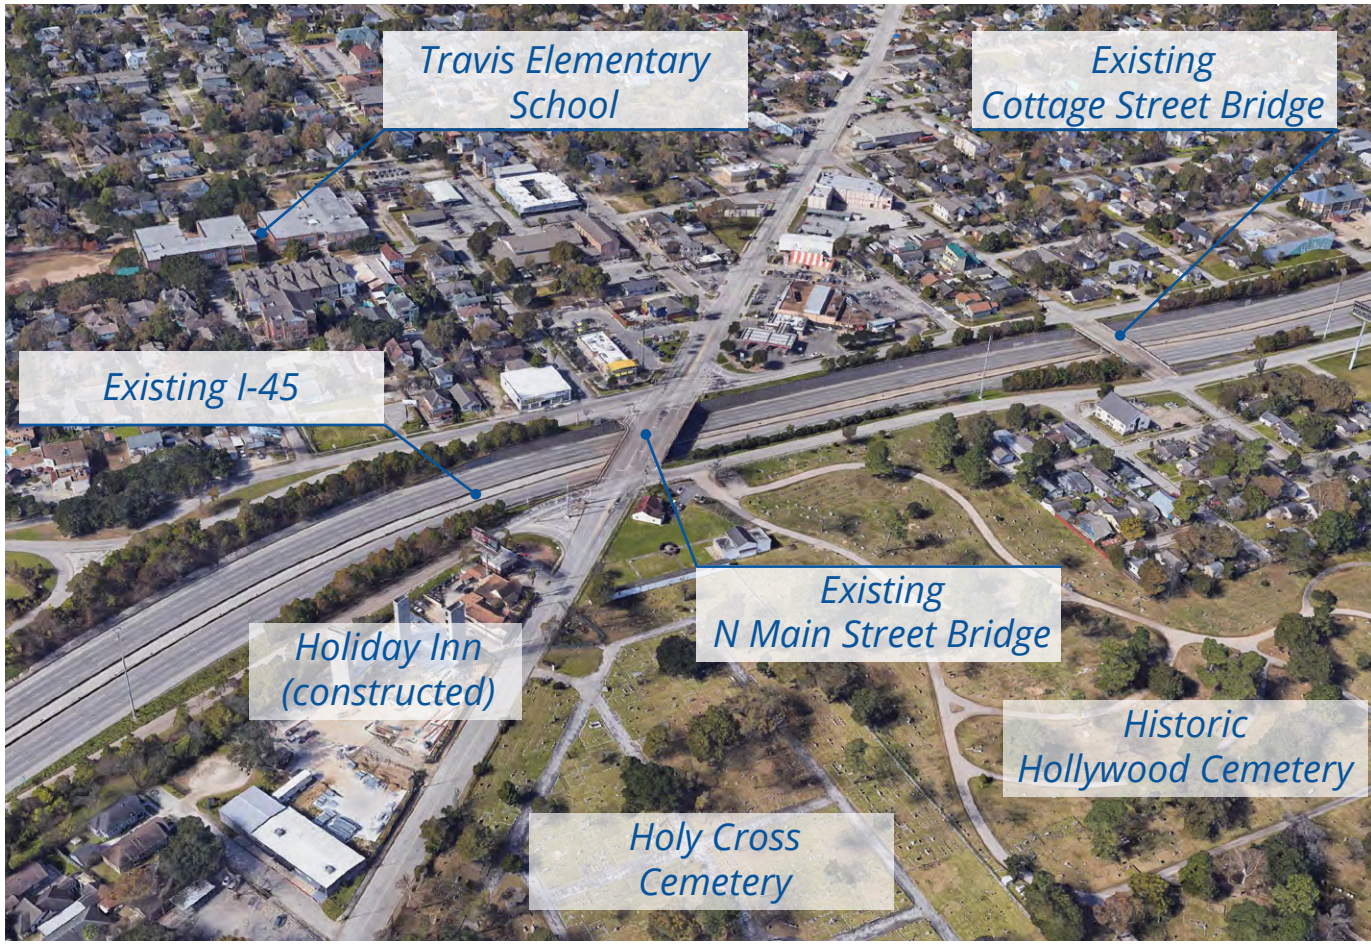 Travis Elementary
School
Existing
Cottage Street Bridge
Existing I-45
Existing
N Main Street Bridge
Holiday Inn
(constructed)
Historic
Hollywood Cemetery
Holy Cross
Cemetery